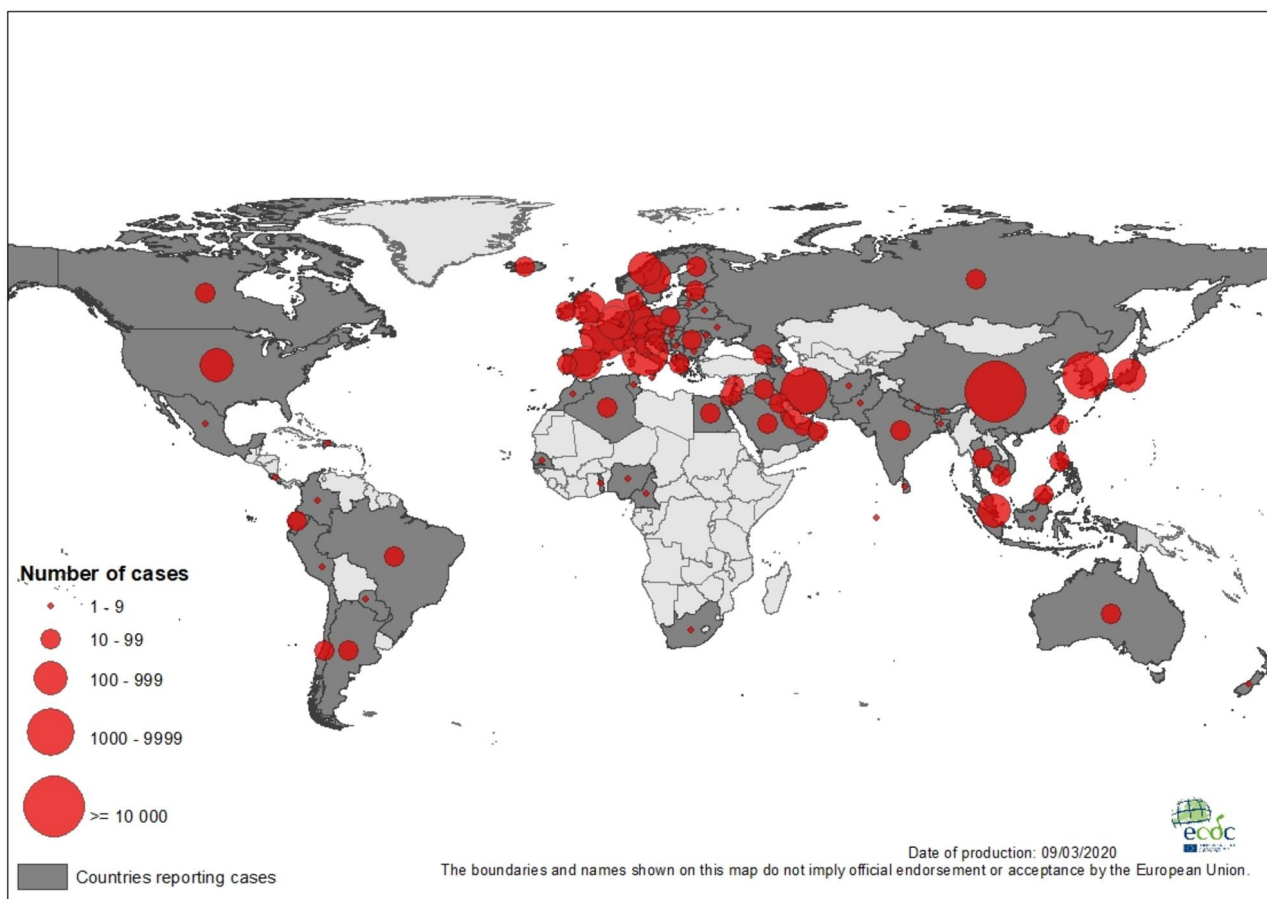 Number of cases
1 - 9
10 - 99
100 - 999
1000 - 9999
>= 10 000
Countries reporting cases
ecdc
Date of production: 09/03/2020
The boundaries and names shown on this map do not imply official endorsement or acceptance by the European Union.